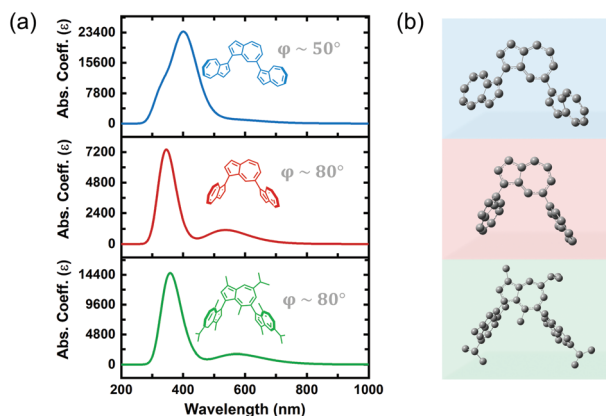 (a)
(b)
Abs. Coeff. (ε)
23400
15600
7800
0
φ ~ 50°
Abs. Coeff. (ε)
7200
4800
2400
0
φ ~ 80°
Abs. Coeff. (ε)
14400
9600
4800
0
φ ~ 80°
200 400 600 800 1000
Wavelength (nm)